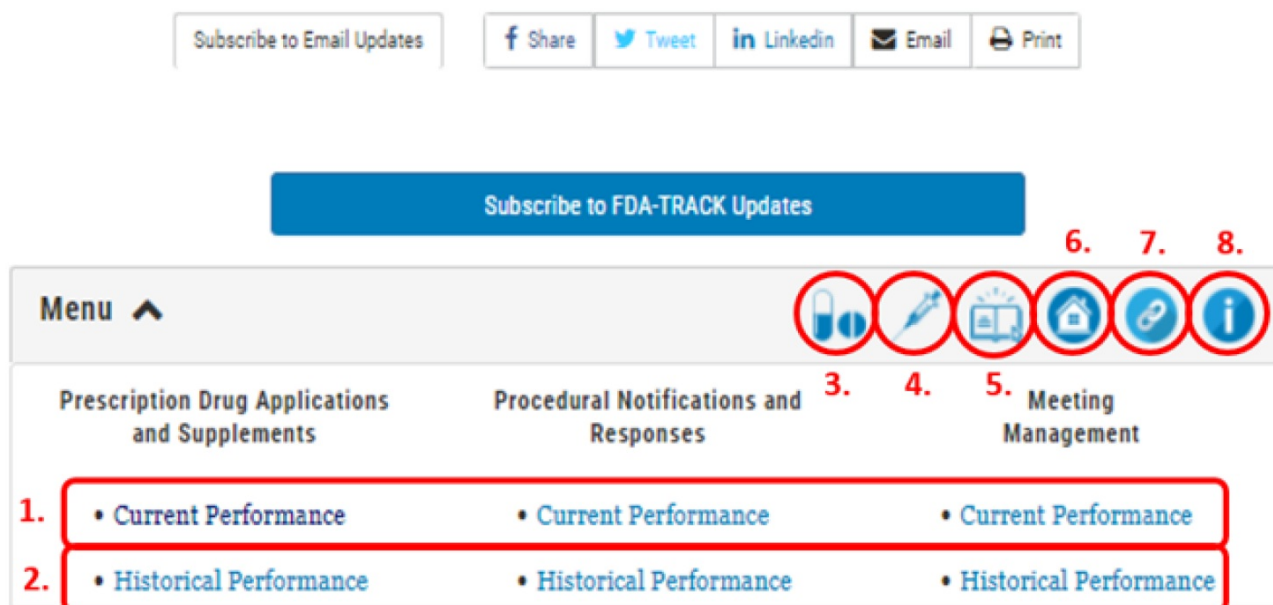 Subscribe to Email Updates
f Share
Tweet
in Linkedin
Email
Print
Subscribe to FDA-TRACK Updates
6. 7. 8.
Menu
3. 4. 5.
Prescription Drug Applications
and Supplements
Procedural Notifications and
Responses
Meeting
Management
1. • Current Performance • Current Performance • Current Performance
2. • Historical Performance • Historical Performance • Historical Performance